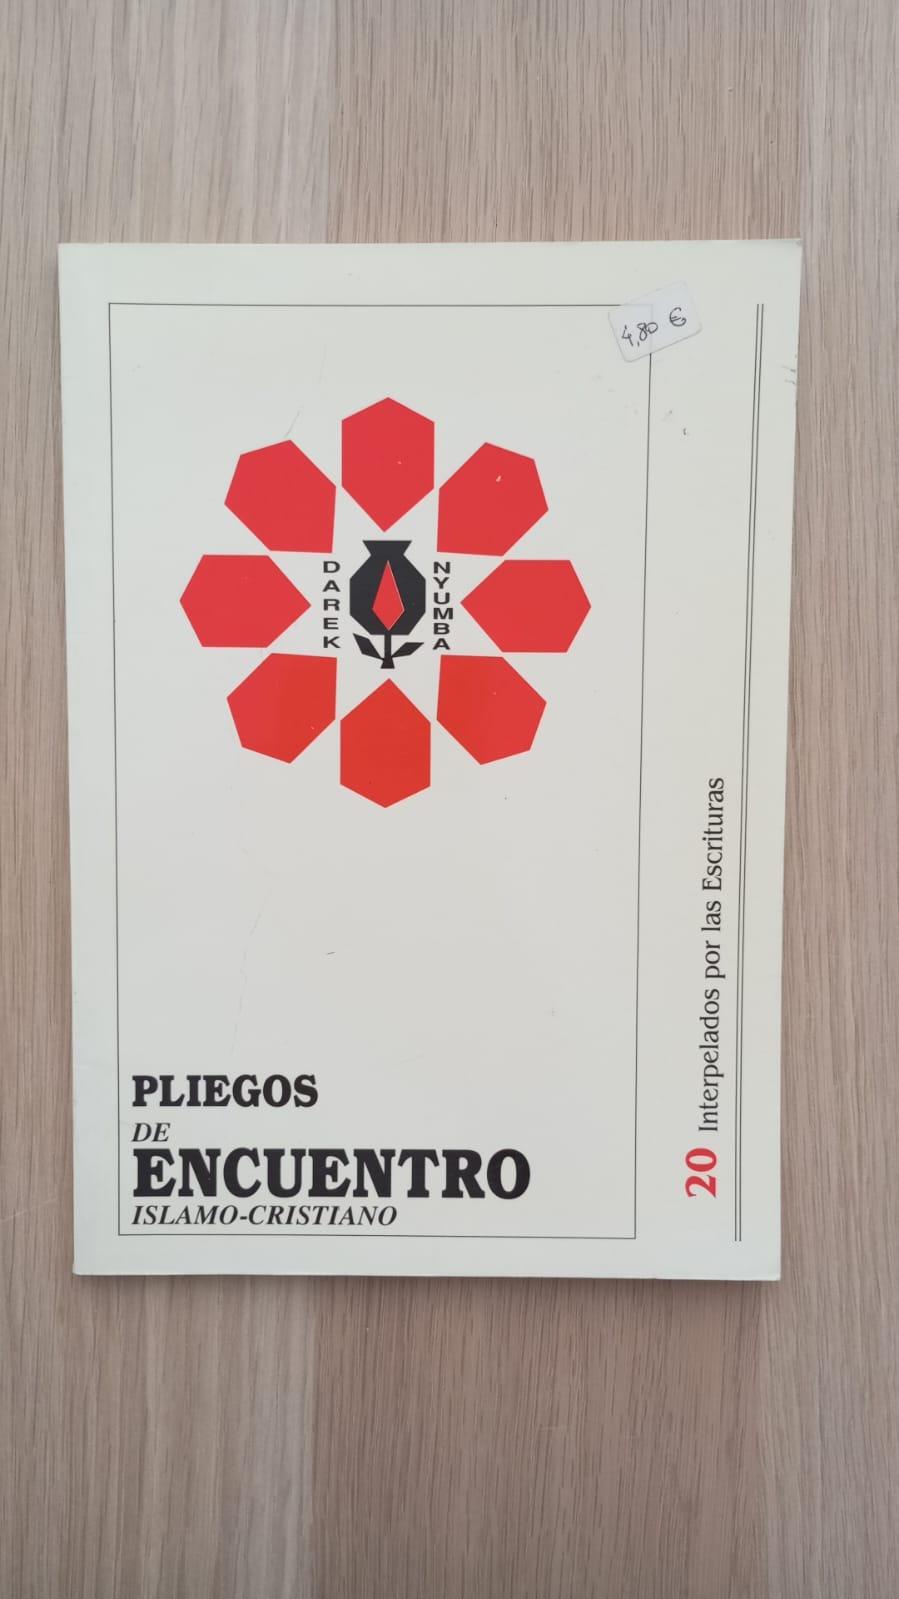 4,80 €
DAREK
NYUMBA
PLIEGOS
DE
ENCUENTRO
ISLAMO-CRISTIANO
20 Interpelados por las Escrituras